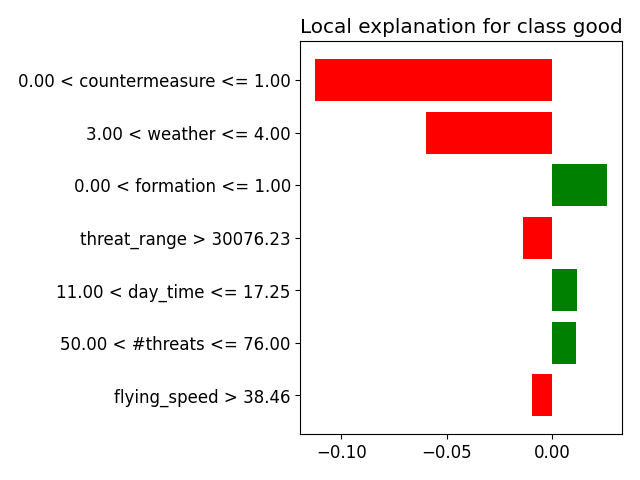 Local explanation for class good
0.00 < countermeasure <= 1.00
3.00 < weather <= 4.00
0.00 < formation <= 1.00
threat_range > 30076.23
11.00 < day_time <= 17.25
50.00 < #threats <= 76.00
flying_speed > 38.46
−0.10 −0.05 0.00